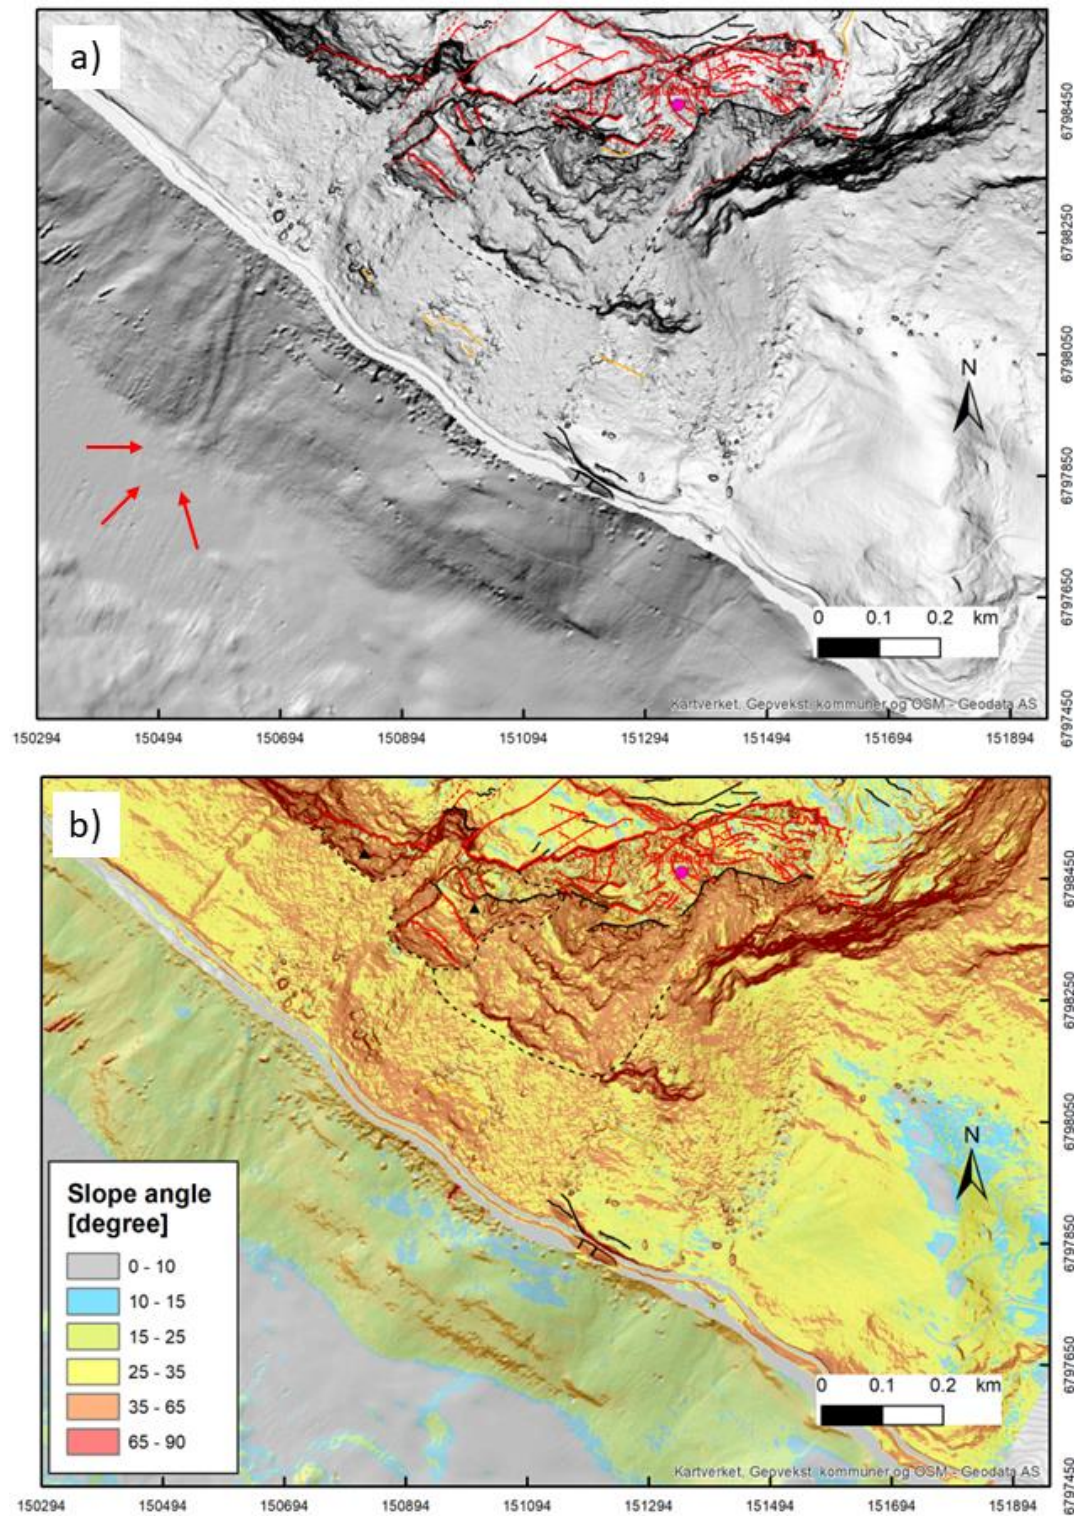 a)
6798450
6798250
6798050
N
6797850
6797650
0 0.1 0.2 km
Kartverket, Geovekst, kommuner og OSM - Geodata AS
6797450
150294 150494 150694 150894 151094 151294 151494 151694 151894
b)
6798450
6798250
6798050
N
Slope angle
[degree]
6797850
0 - 10
10 - 15
15 - 25
25 - 35
6797650
35 - 65
0 0.1 0.2 km
65 - 90
Kartverket, Geovekst, kommuner og OSM - Geodata AS
6797450
150294 150494 150694 150894 151094 151294 151494 151694 151894